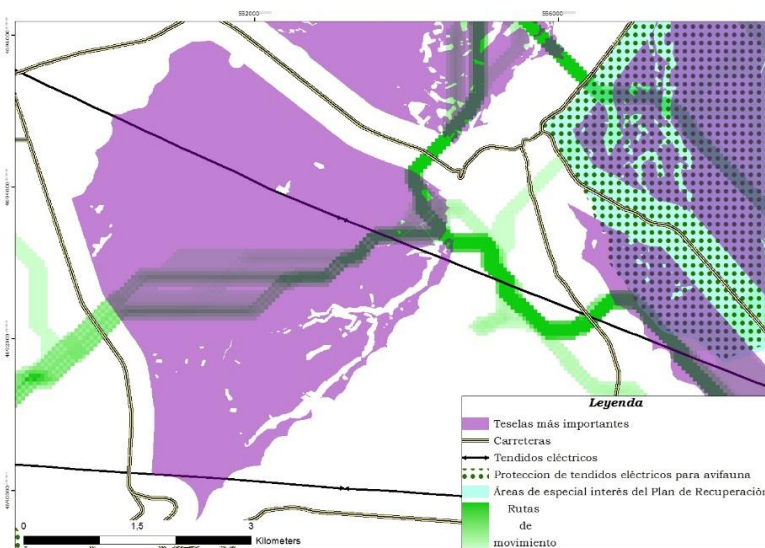 552000
556000
Leyenda
Teselas más importantes
Carreteras
Tendidos eléctricos
Proteccion de tendidos eléctricos para avifauna
Áreas de especial interés del Plan de Recuperación
Rutas
de
movimiento
0 1,5 3
Kilometers